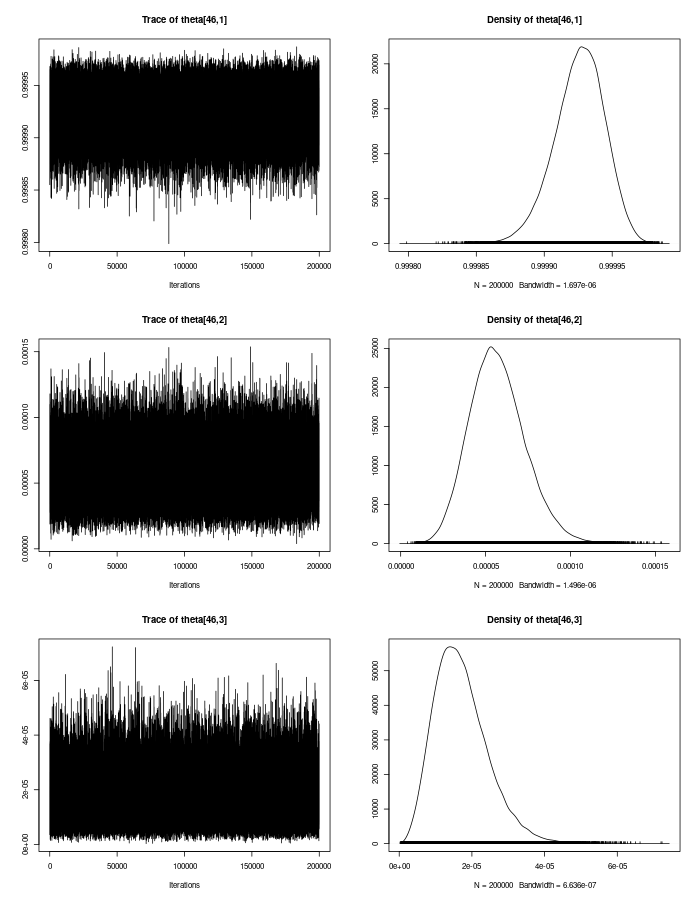 Trace of theta[46,1]
0.99980 0.99985 0.99990 0.99995
0 50000 100000 150000 200000
Iterations
Density of theta[46,1]
0 5000 10000 15000 20000
0.99980 0.99985 0.99990 0.99995
N = 200000 Bandwidth = 1.697e-06
Trace of theta[46,2]
0.00000 0.00005 0.00010 0.00015
0 50000 100000 150000 200000
Iterations
Density of theta[46,2]
0 5000 10000 15000 20000 25000
0.00000 0.00005 0.00010 0.00015
N = 200000 Bandwidth = 1.496e-06
Trace of theta[46,3]
0e+00 2e-05 4e-05 6e-05
0 50000 100000 150000 200000
Iterations
Density of theta[46,3]
0 10000 20000 30000 40000 50000
0e+00 2e-05 4e-05 6e-05
N = 200000 Bandwidth = 6.636e-07